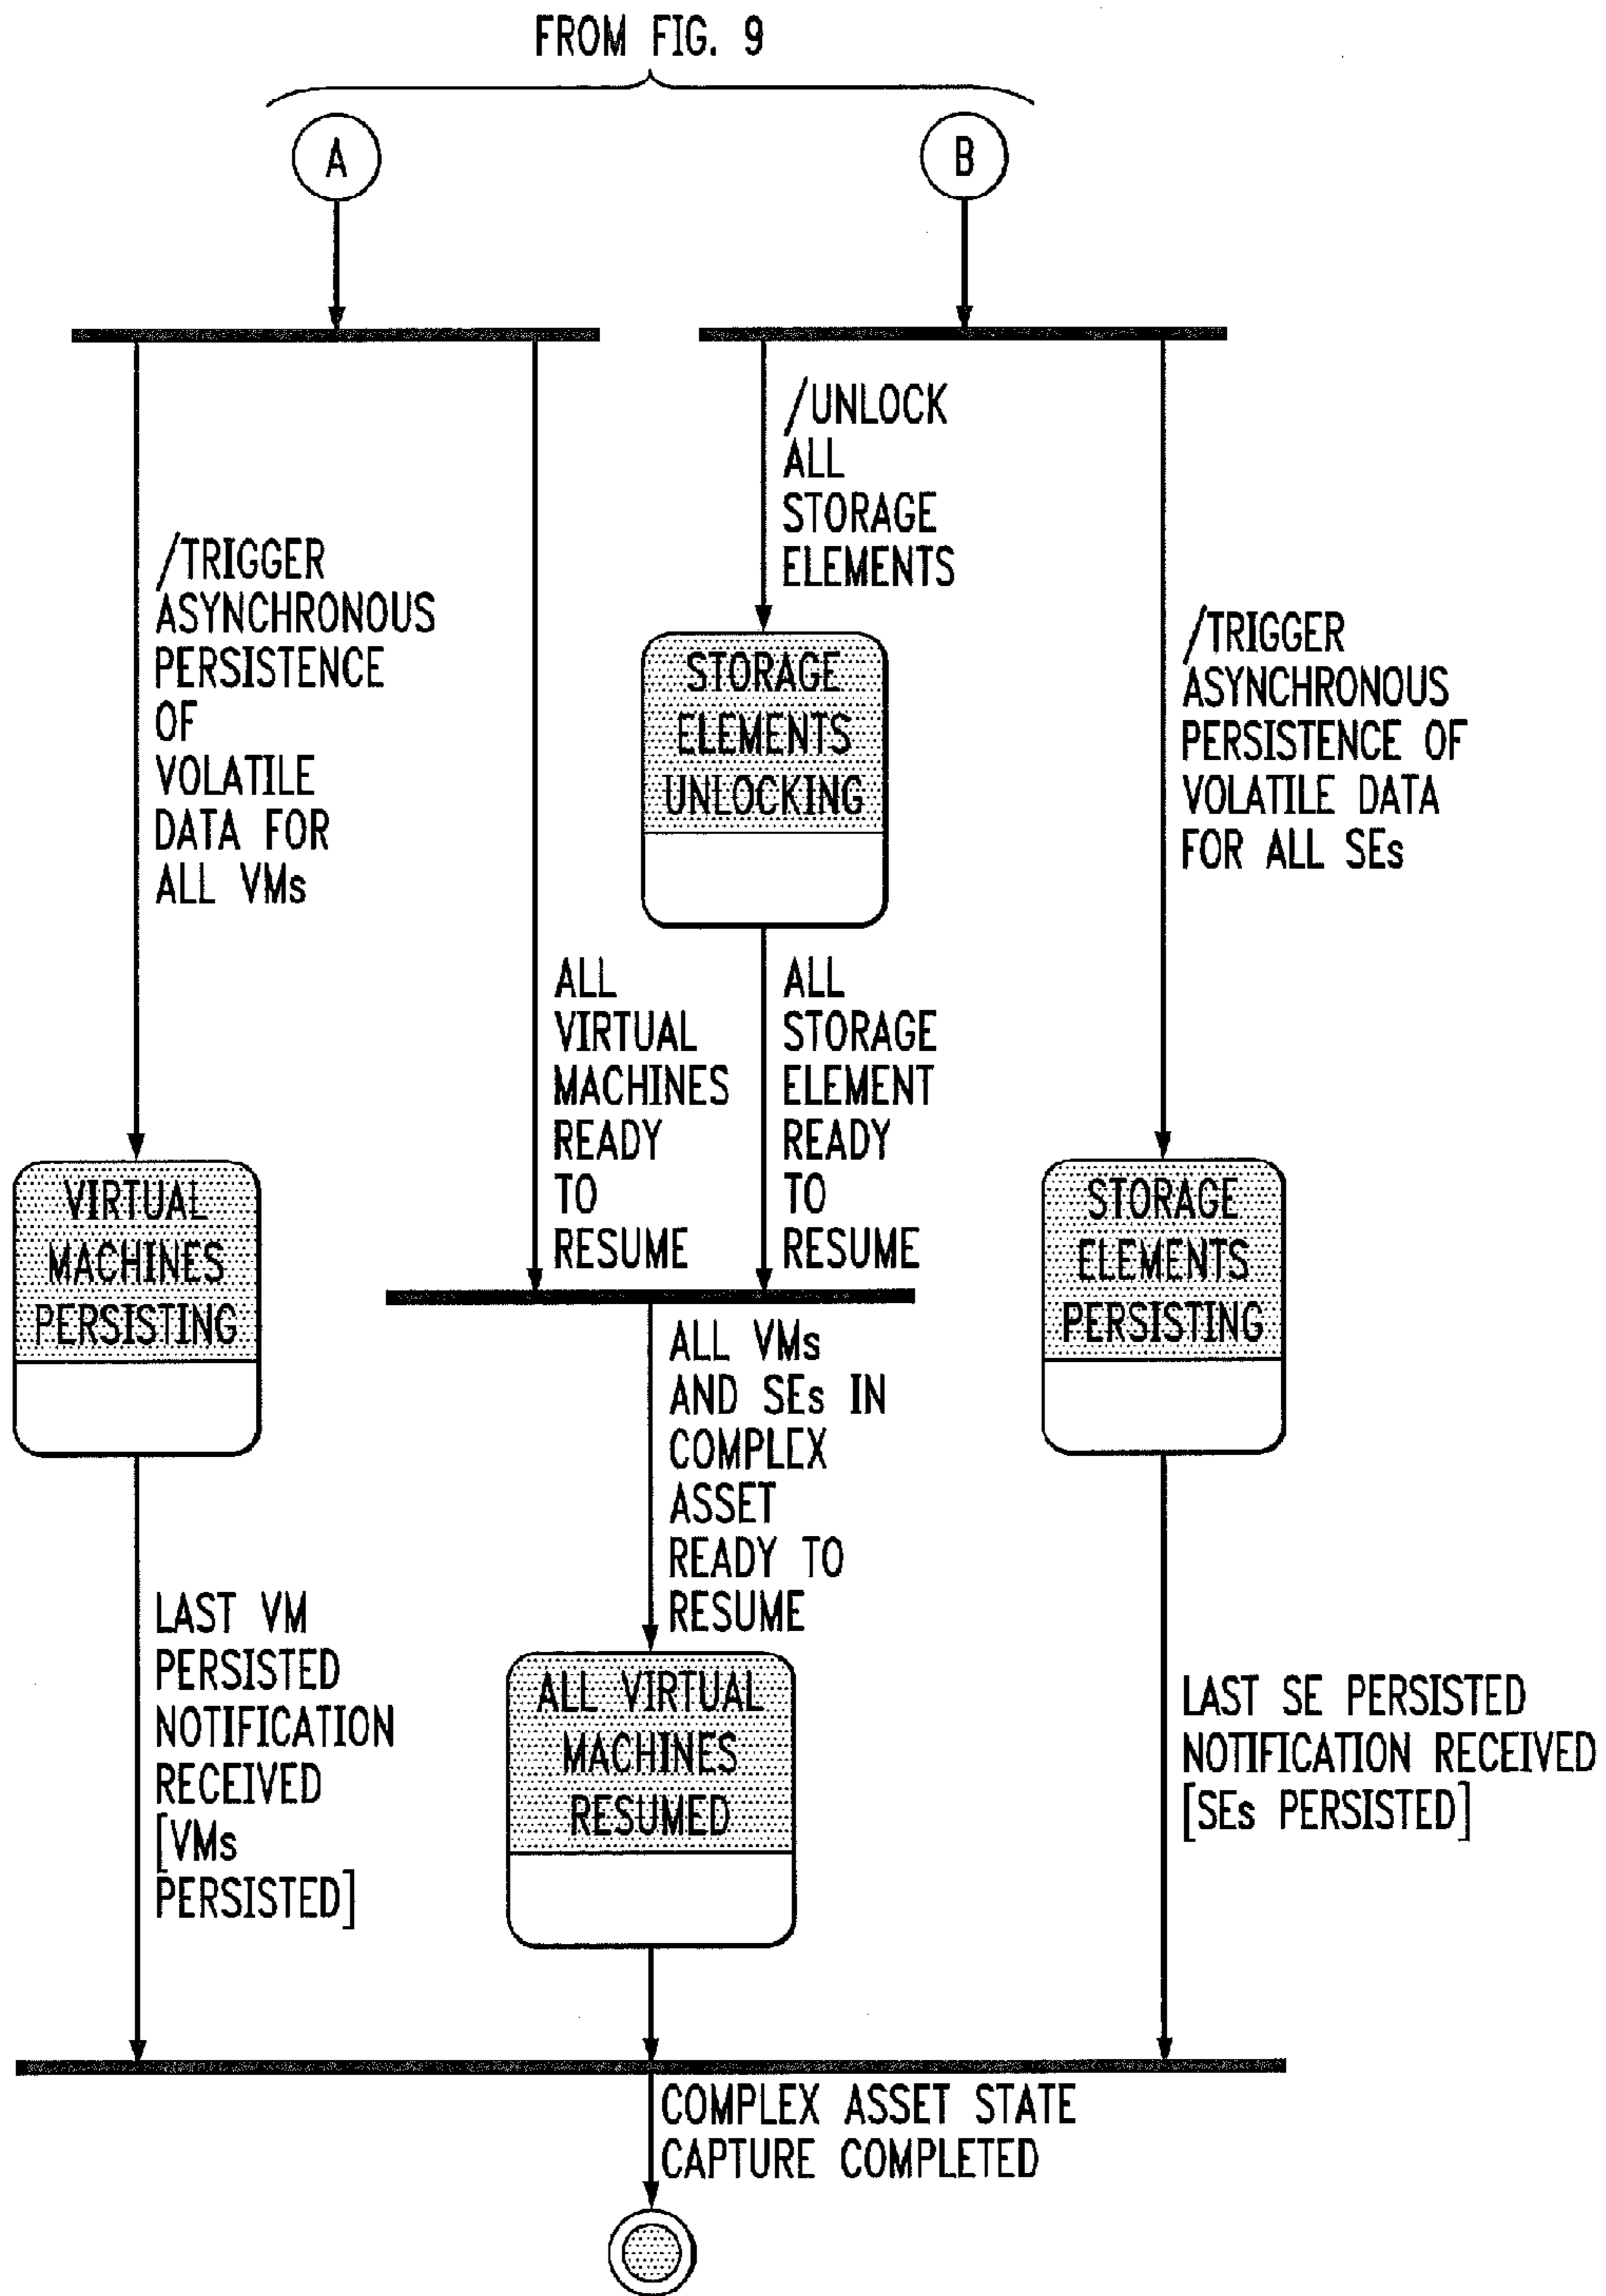 FROM FIG. 9
A
B
/TRIGGER
ASYNCHRONOUS
PERSISTENCE
OF
VOLATILE
DATA FOR
ALL VMs
/UNLOCK
ALL
STORAGE
ELEMENTS
STORAGE
ELEMENTS
UNLOCKING
/TRIGGER
ASYNCHRONOUS
PERSISTENCE OF
VOLATILE DATA
FOR ALL SEs
ALL
VIRTUAL
MACHINES
READY
TO
RESUME
ALL
STORAGE
ELEMENT
READY
TO
RESUME
VIRTUAL
MACHINES
PERSISTING
STORAGE
ELEMENTS
PERSISTING
ALL VMs
AND SEs IN
COMPLEX
ASSET
READY TO
RESUME
LAST VM
PERSISTED
NOTIFICATION
RECEIVED
[VMs
PERSISTED]
ALL VIRTUAL
MACHINES
RESUMED
LAST SE PERSISTED
NOTIFICATION RECEIVED
[SEs PERSISTED]
COMPLEX ASSET STATE
CAPTURE COMPLETED